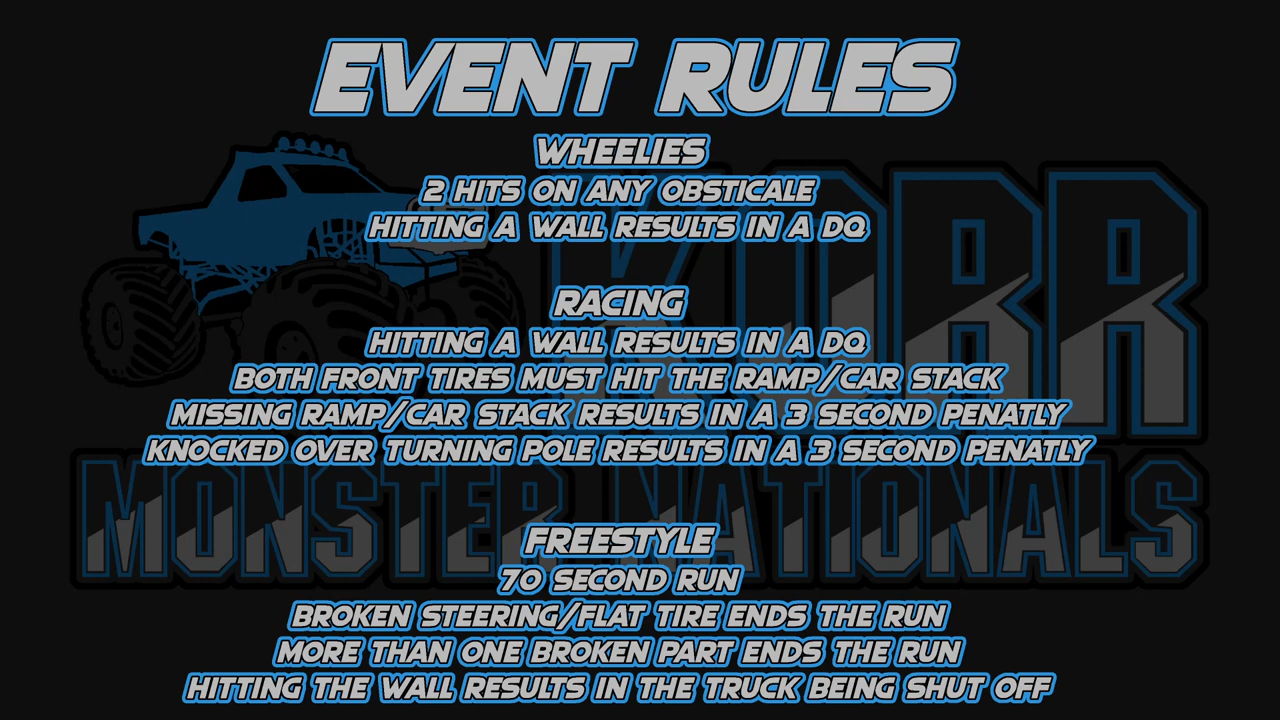 EVENT RULES
WHEELIES
2 HITS ON ANY OBSTICALE
HITTING A WALL RESULTS IN A DQ
RACING
HITTING A WALL RESULTS IN A DQ
BOTH FRONT TIRES MUST HIT THE RAMP/CAR STACK
MISSING RAMP/CAR STACK RESULTS IN A 3 SECOND PENATLY
KNOCKED OVER TURNING POLE RESULTS IN A 3 SECOND PENATLY
MONSTER NATIONALS
FREESTYLE
70 SECOND RUN
BROKEN STEERING/FLAT TIRE ENDS THE RUN
MORE THAN ONE BROKEN PART ENDS THE RUN
HITTING THE WALL RESULTS IN THE TRUCK BEING SHUT OFF